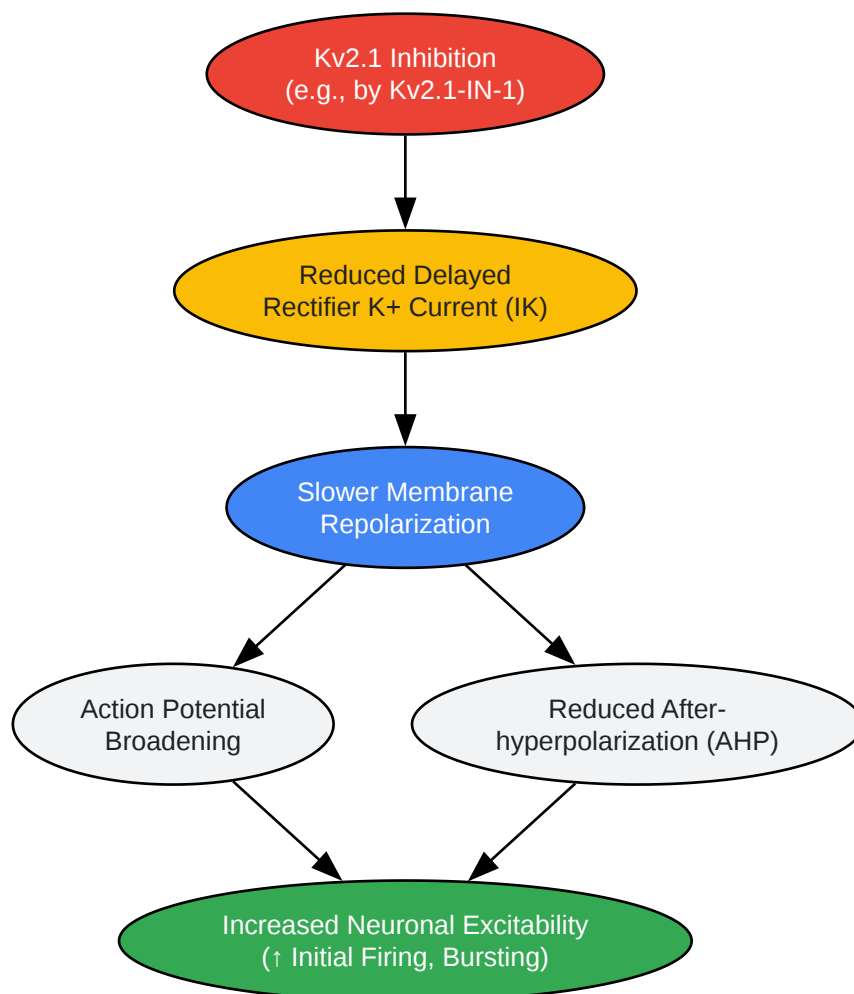 Kv2.1 Inhibition
(e.g., by Kv2.1-IN-1)
Reduced Delayed
Rectifier K+ Current (IK)
Slower Membrane
Repolarization
Action Potential
Broadening
Reduced After-
hyperpolarization (AHP)
Increased Neuronal Excitability
(↑ Initial Firing, Bursting)